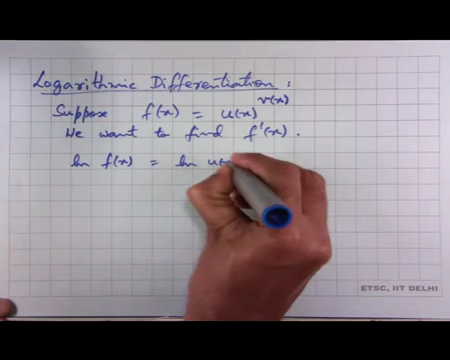 Logarithmic Differentiation :
Suppose f(x) = u(x)^v(x)
We want to find f'(x).
ln f(x) = ln u(x
ETSC, IIT DELHI